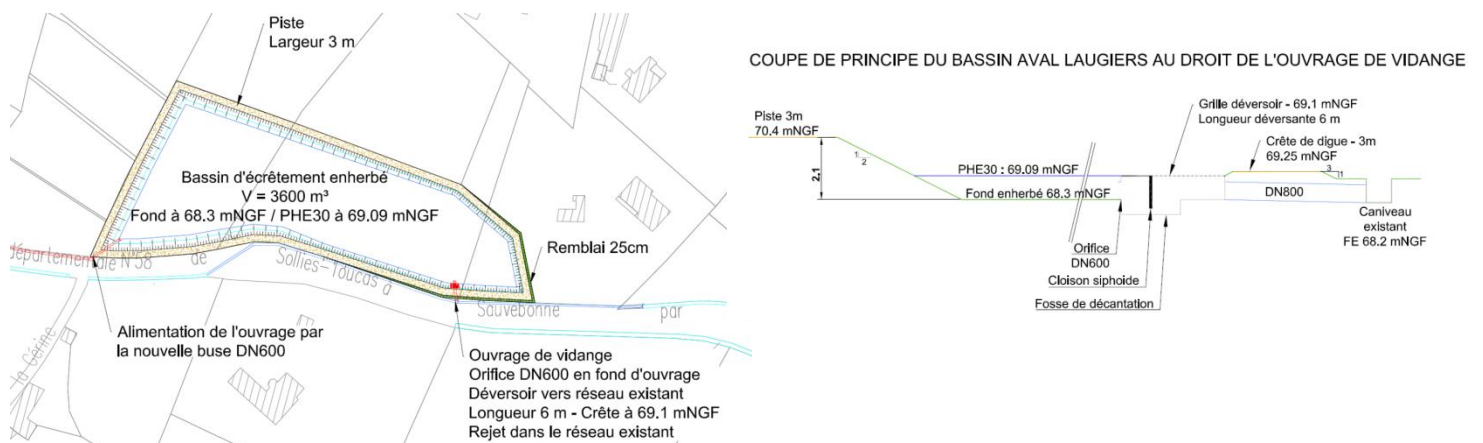 Piste
Largeur 3 m
Bassin d'écrêtement enherbé
V = 3600 m³
Fond à 68.3 mNGF / PHE30 à 69.09 mNGF
Remblai 25cm
départementale N°58 de Sollies-Toucas à Sauvebonne par
la Cérine
Alimentation de l'ouvrage par
la nouvelle buse DN600
Ouvrage de vidange
Orifice DN600 en fond d'ouvrage
Déversoir vers réseau existant
Longueur 6 m - Crête à 69.1 mNGF
Rejet dans le réseau existant
COUPE DE PRINCIPE DU BASSIN AVAL LAUGIERS AU DROIT DE L'OUVRAGE DE VIDANGE
Grille déversoir - 69.1 mNGF
Longueur déversante 6 m
Piste 3m
70.4 mNGF
Crête de digue - 3m
69.25 mNGF
1
2
3
1
2,1
PHE30 : 69.09 mNGF
Fond enherbé 68.3 mNGF
DN800
Caniveau
existant
FE 68.2 mNGF
Orifice
DN600
Cloison siphoide
Fosse de décantation